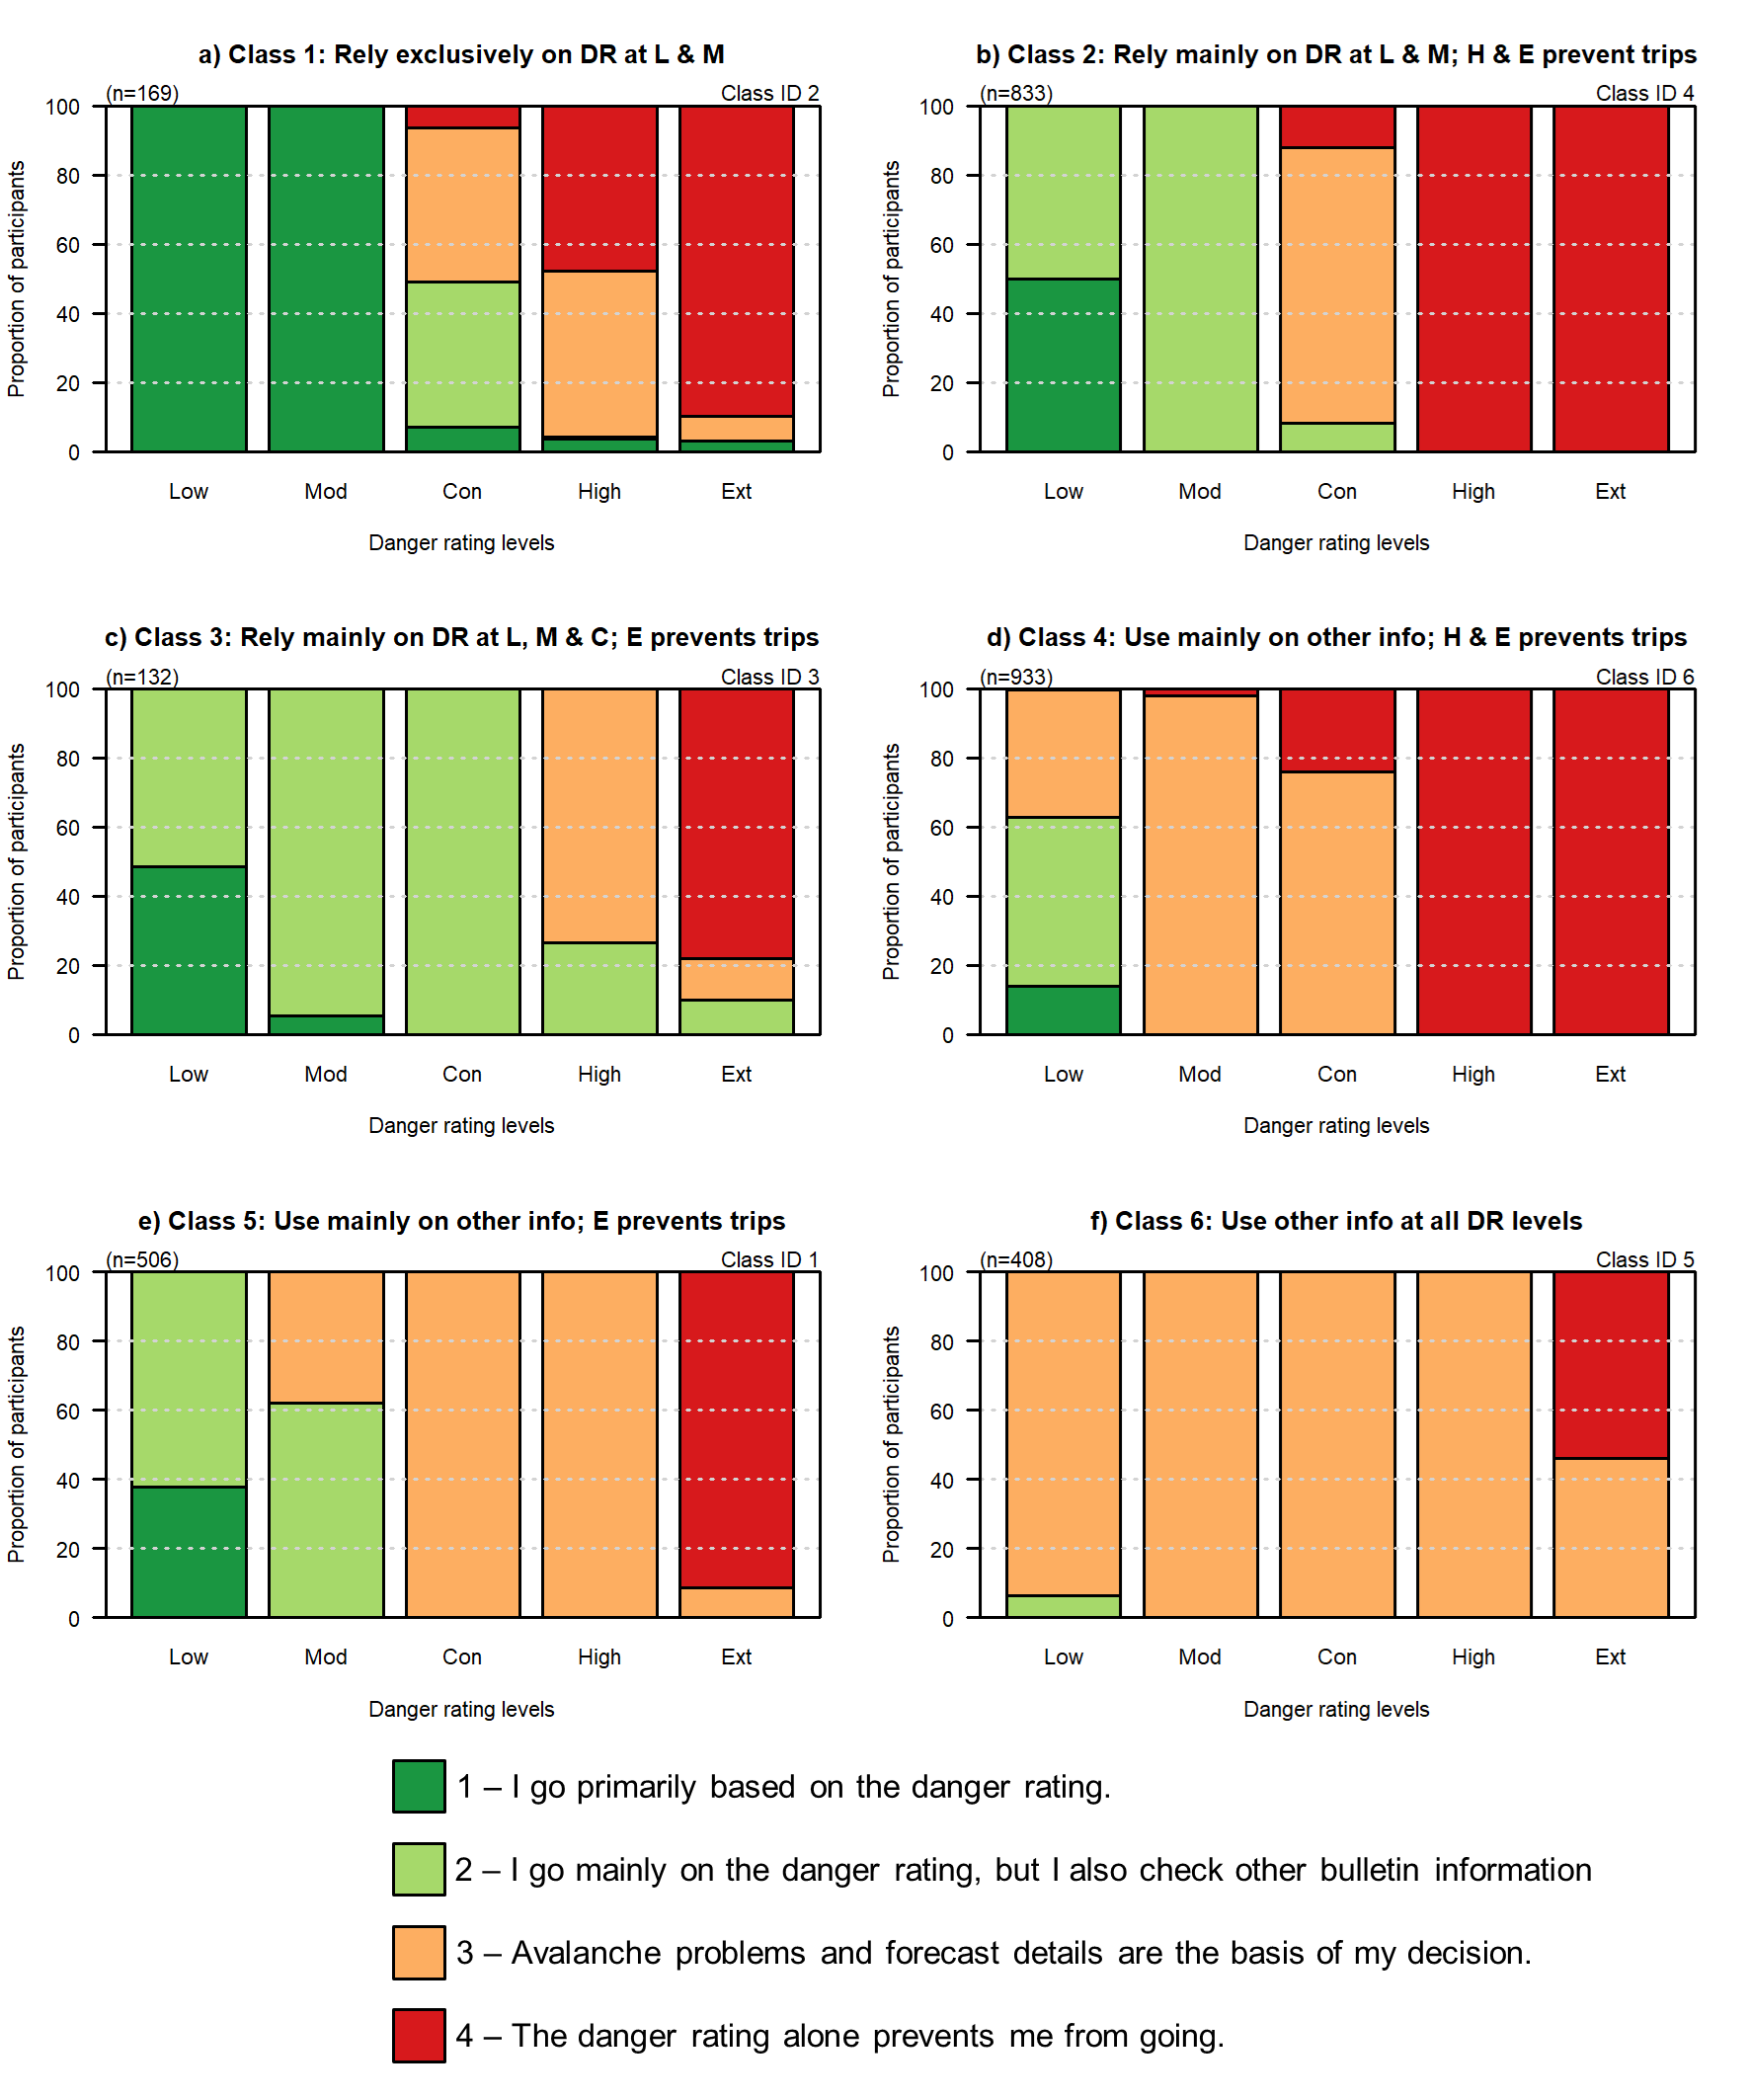 a) Class 1: Rely exclusively on DR at L & M
(n=169) Class ID 2
100
80
60
40
20
0
Proportion of participants
Low Mod Con High Ext
Danger rating levels
b) Class 2: Rely mainly on DR at L & M; H & E prevent trips
(n=833) Class ID 4
100
80
60
40
20
0
Proportion of participants
Low Mod Con High Ext
Danger rating levels
c) Class 3: Rely mainly on DR at L, M & C; E prevents trips
(n=132) Class ID 3
100
80
60
40
20
0
Proportion of participants
Low Mod Con High Ext
Danger rating levels
d) Class 4: Use mainly on other info; H & E prevents trips
(n=933) Class ID 6
100
80
60
40
20
0
Proportion of participants
Low Mod Con High Ext
Danger rating levels
e) Class 5: Use mainly on other info; E prevents trips
(n=506) Class ID 1
100
80
60
40
20
0
Proportion of participants
Low Mod Con High Ext
Danger rating levels
f) Class 6: Use other info at all DR levels
(n=408) Class ID 5
100
80
60
40
20
0
Proportion of participants
Low Mod Con High Ext
Danger rating levels
1 – I go primarily based on the danger rating.
2 – I go mainly on the danger rating, but I also check other bulletin information
3 – Avalanche problems and forecast details are the basis of my decision.
4 – The danger rating alone prevents me from going.